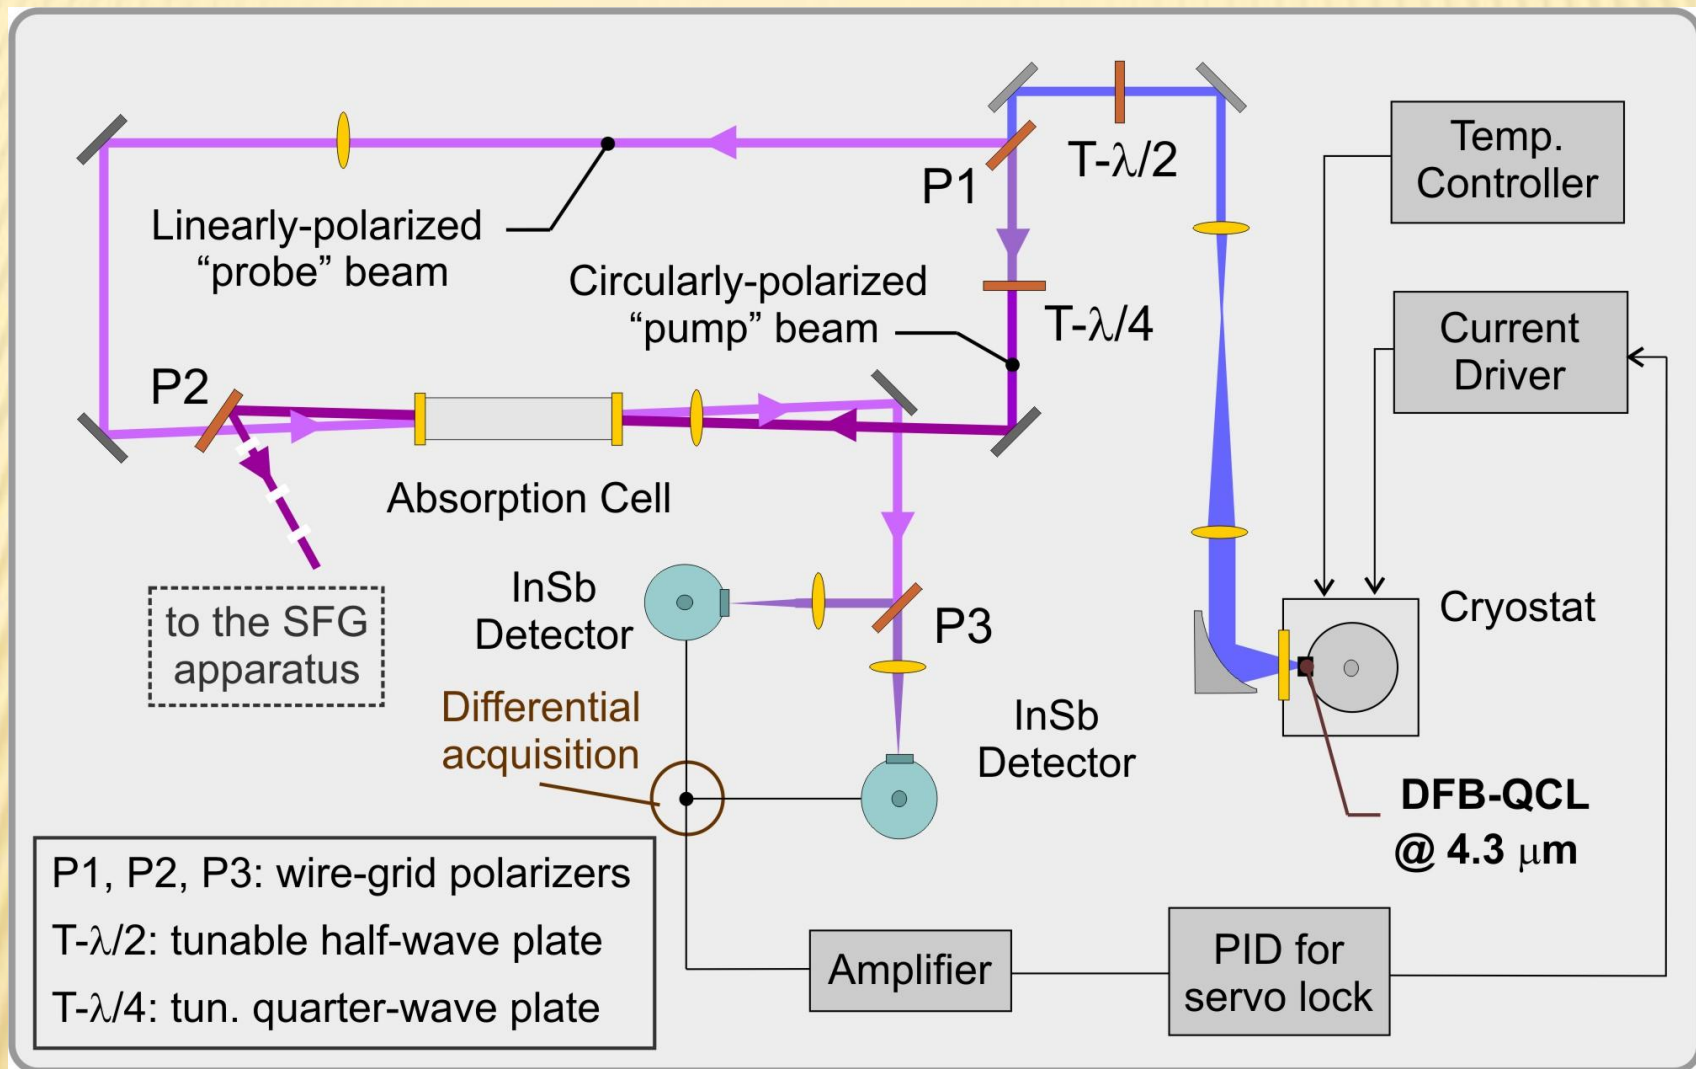 P1
T-λ/2
Temp.
Controller
Linearly-polarized
“probe” beam
Circularly-polarized
“pump” beam
T-λ/4
Current
Driver
P2
Absorption Cell
InSb
Detector
P3
Cryostat
to the SFG
apparatus
Differential
acquisition
InSb
Detector
DFB-QCL
@ 4.3 μm
P1, P2, P3: wire-grid polarizers
T-λ/2: tunable half-wave plate
T-λ/4: tun. quarter-wave plate
Amplifier
PID for
servo lock